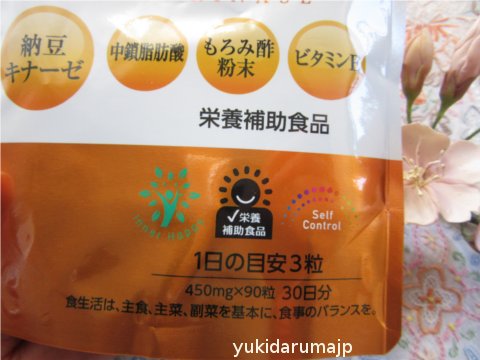 納豆
キナーゼ
中鎖脂肪酸
もろみ酢
粉末
ビタミンE
栄養補助食品
Inner Happy
✓栄養
補助食品
Self
Control
1日の目安3粒
450mg×90粒 30日分
食生活は、主食、主菜、副菜を基本に、食事のバランスを。
yukidarumajp